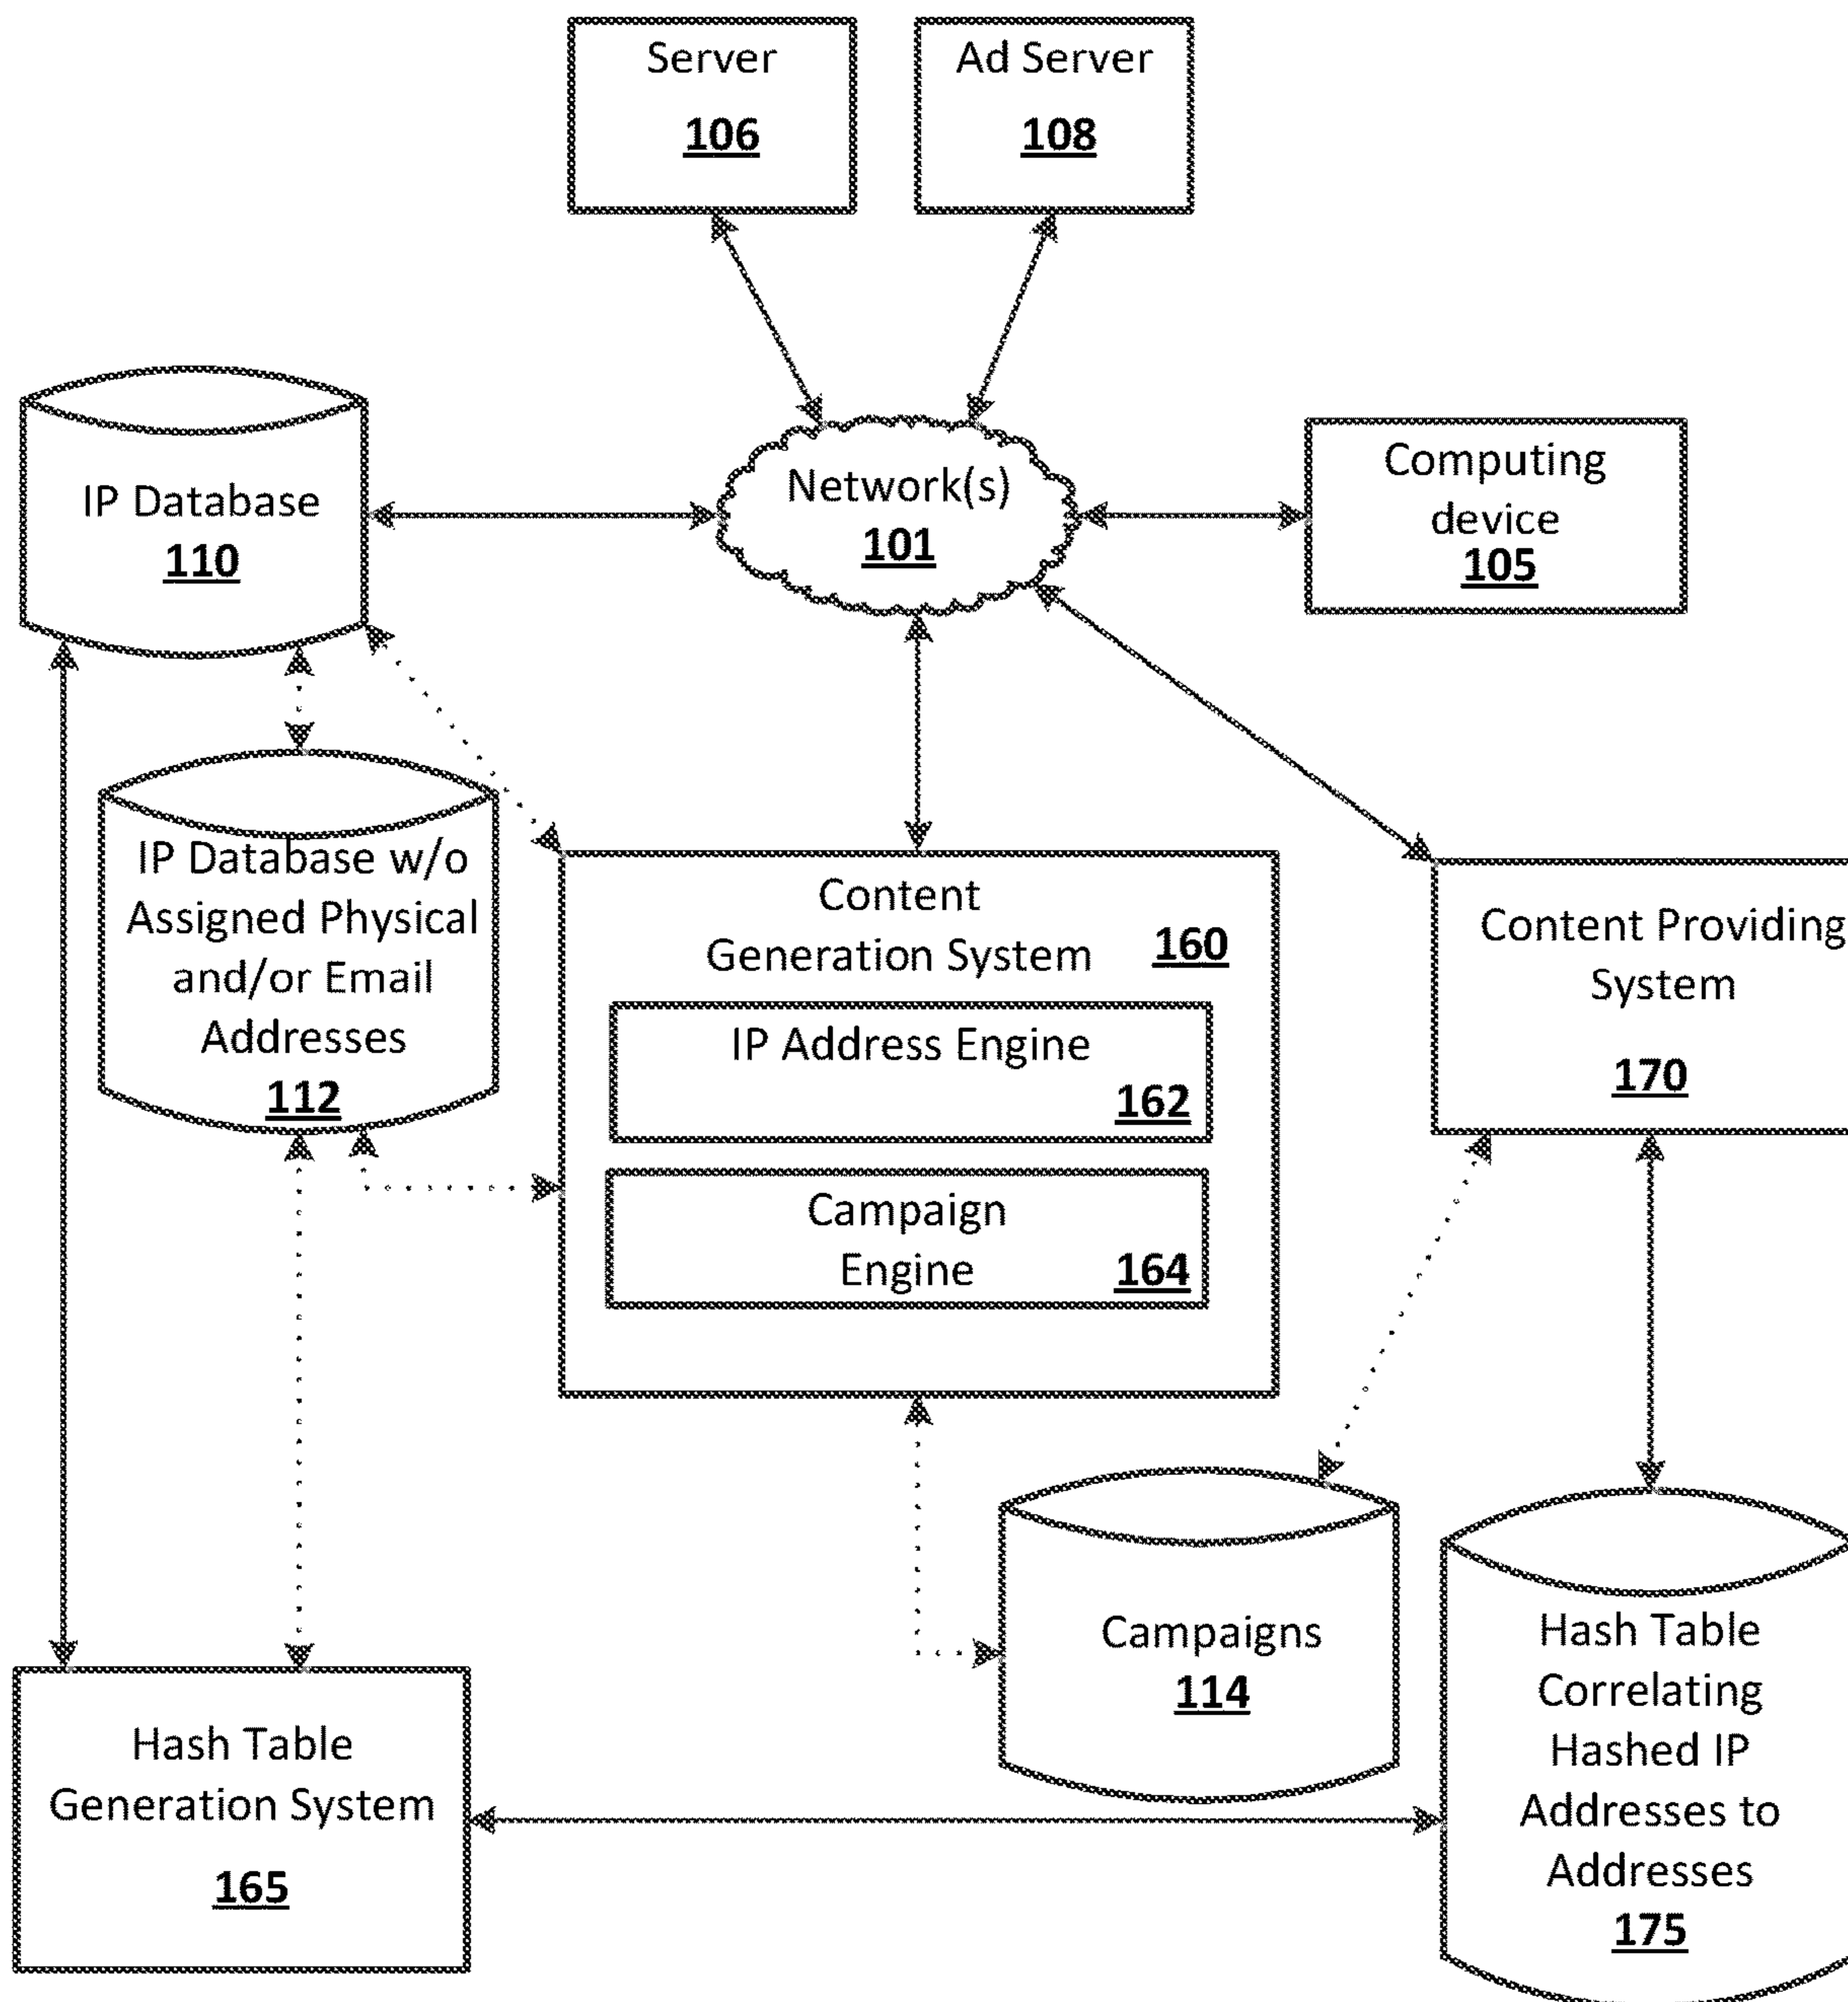 Server
106
Ad Server
108
IP Database
110
Network(s)
101
Computing
device
105
IP Database w/o
Assigned Physical
and/or Email
Addresses
112
Content
Generation System 160
IP Address Engine
162
Campaign
Engine 164
Content Providing
System
170
Campaigns
114
Hash Table
Correlating
Hashed IP
Addresses to
Addresses
175
Hash Table
Generation System
165